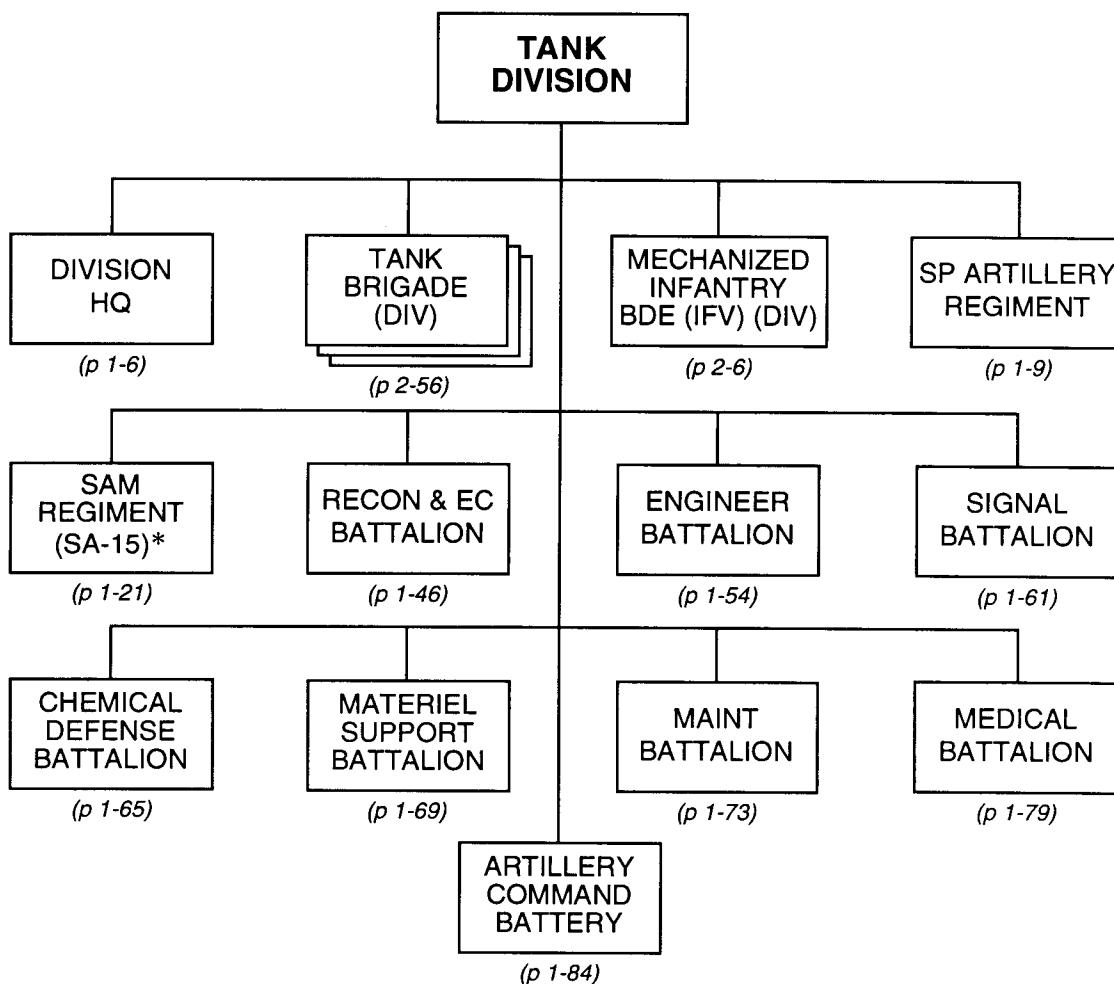 TANK
DIVISION
DIVISION
HQ
(p 1-6)
TANK
BRIGADE
(DIV)
(p 2-56)
MECHANIZED
INFANTRY
BDE (IFV) (DIV)
(p 2-6)
SP ARTILLERY
REGIMENT
(p 1-9)
SAM
REGIMENT
(SA-15)*
(p 1-21)
RECON & EC
BATTALION
(p 1-46)
ENGINEER
BATTALION
(p 1-54)
SIGNAL
BATTALION
(p 1-61)
CHEMICAL
DEFENSE
BATTALION
(p 1-65)
MATERIEL
SUPPORT
BATTALION
(p 1-69)
MAINT
BATTALION
(p 1-73)
MEDICAL
BATTALION
(p 1-79)
ARTILLERY
COMMAND
BATTERY
(p 1-84)